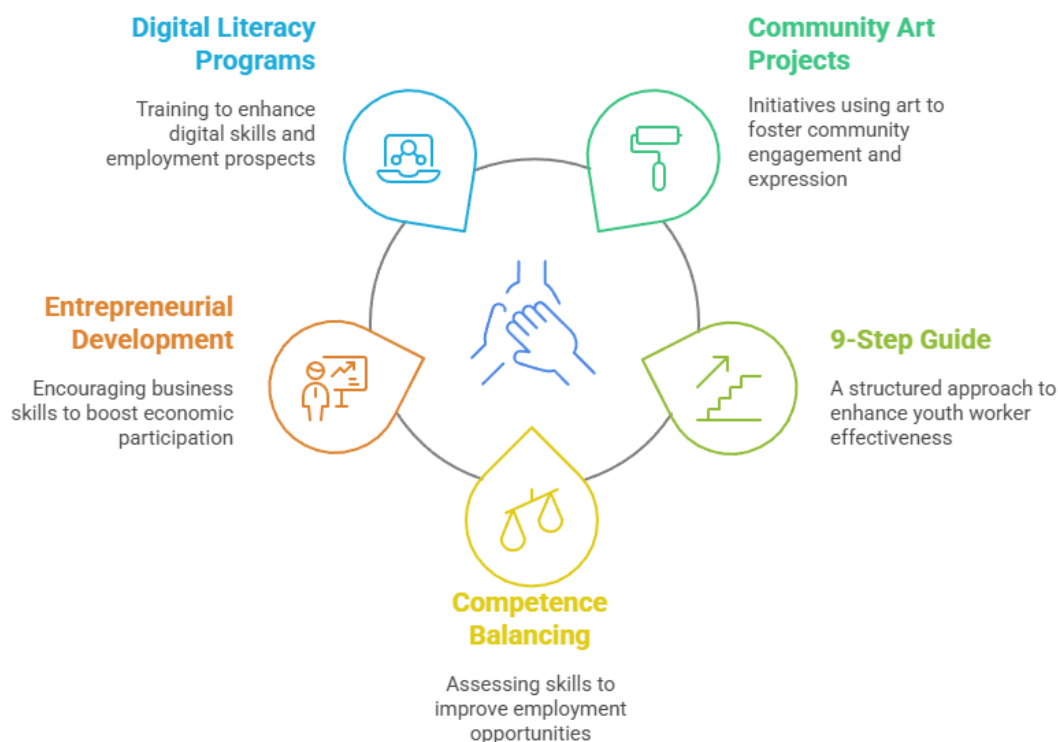 Digital Literacy
Programs
Training to enhance
digital skills and
employment prospects
Community Art
Projects
Initiatives using art to
foster community
engagement and
expression
Entrepreneurial
Development
Encouraging business
skills to boost economic
participation
9-Step Guide
A structured approach to
enhance youth worker
effectiveness
Competence
Balancing
Assessing skills to
improve employment
opportunities